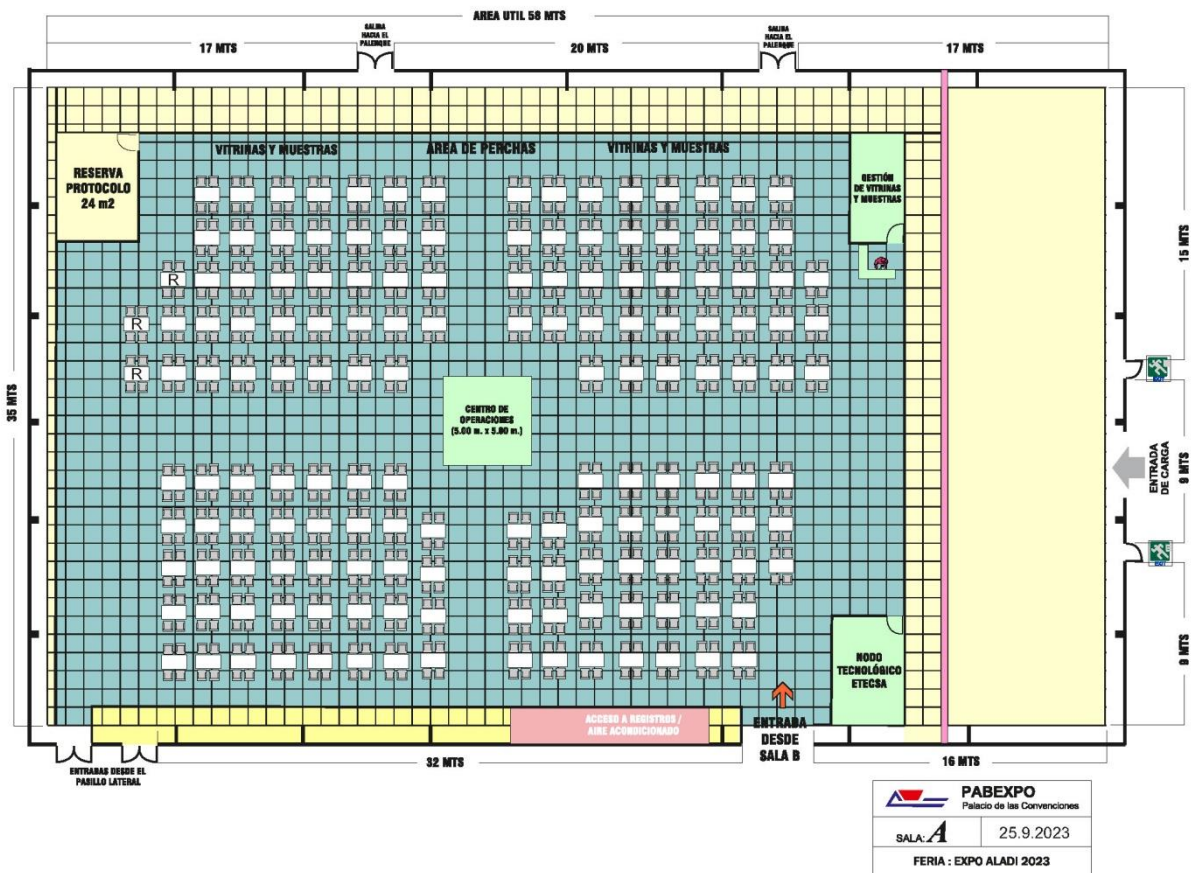 AREA UTIL 58 MTS
17 MTS
SALIDA
HACIA EL
PALENQUE
20 MTS
SALIDA
HACIA EL
PALENQUE
17 MTS
VITRINAS Y MUESTRAS
ÁREA DE PERCHAS
VITRINAS Y MUESTRAS
RESERVA
PROTOCOLO
24 m2
GESTIÓN
DE VITRINAS
Y MUESTRAS
15 MTS
R
R
R
35 MTS
CENTRO DE
OPERACIONES
(5.00 m. x 5.00 m.)
ENTRADA
DE CARGA
9 MTS
9 MTS
NODO
TECNOLÓGICO
ETECSA
ACCESO A REGISTROS /
AIRE ACONDICIONADO
ENTRADA
DESDE
SALA B
ENTRADAS DESDE EL
PASILLO LATERAL
32 MTS
16 MTS
PABEXPO
Palacio de las Convenciones
SALA: A
25.9.2023
FERIA : EXPO ALADI 2023